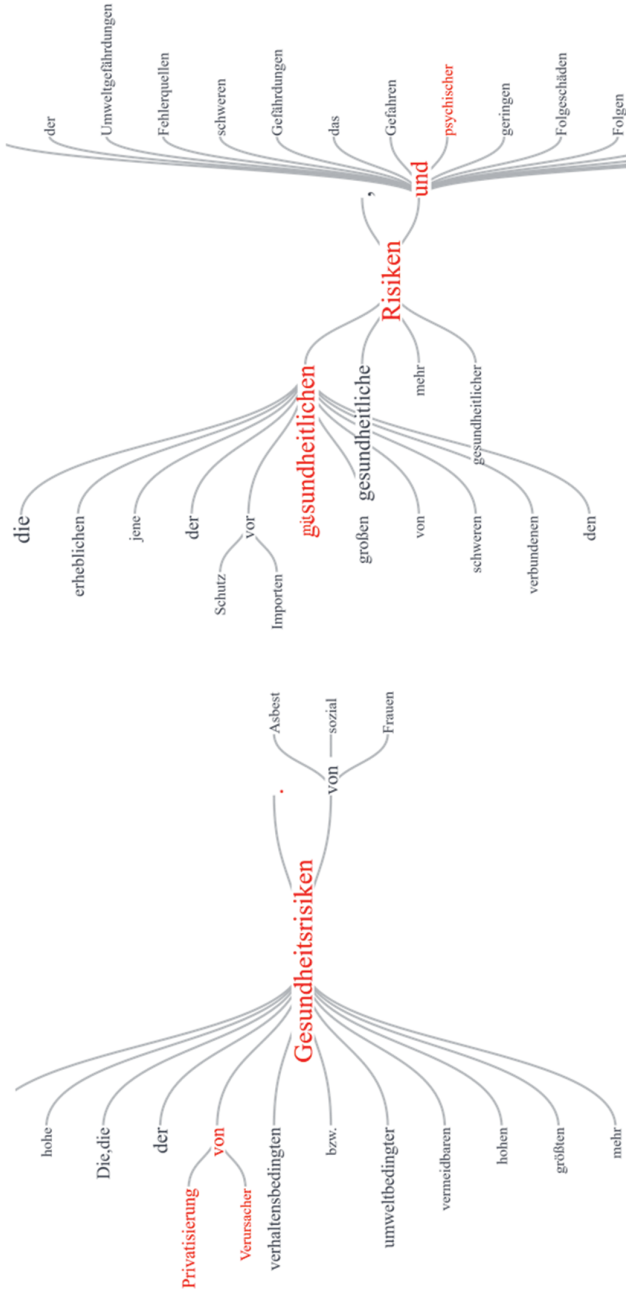 hohe
Die,die
der
Privatisierung
von
Verursacher
verhaltensbedingten
bzw.
umweltbedingter
vermeidbaren
hohen
größten
mehr
Gesundheitsrisiken
.
von
Asbest
sozial
Frauen
die
erheblichen
jene
der
Schutz
vor
Importen
mit
großen
von
schweren
verbundenen
den
gesundheitlichen
gesundheitliche
mehr
gesundheitlicher
Risiken
,
und
der
Umweltgefährdungen
Fehlerquellen
schweren
Gefährdungen
das
Gefahren
psychischer
geringen
Folgeschäden
Folgen